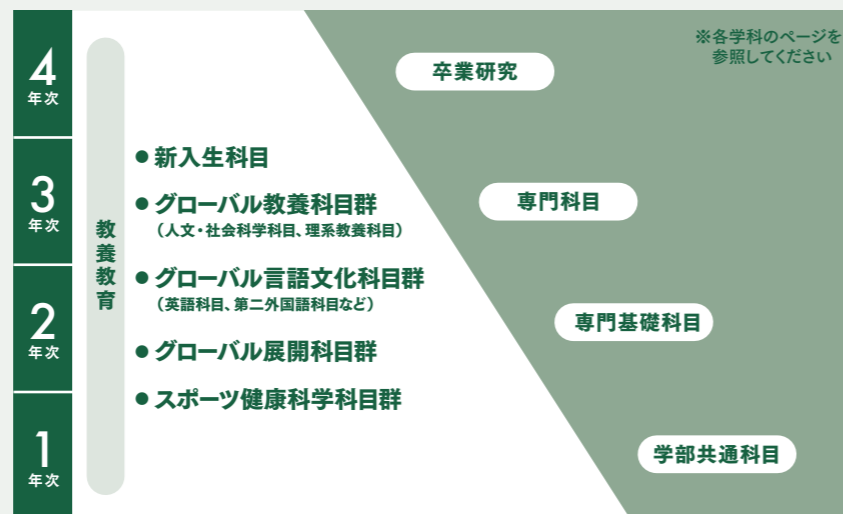 4
年次
3
年次
2
年次
1
年次
教養教育
● 新入生科目
● グローバル教養科目群
（人文・社会科学科目、理系教養科目）
● グローバル言語文化科目群
（英語科目、第二外国語科目など）
● グローバル展開科目群
● スポーツ健康科学科目群
※各学科のページを
参照してください
卒業研究
専門科目
専門基礎科目
学部共通科目